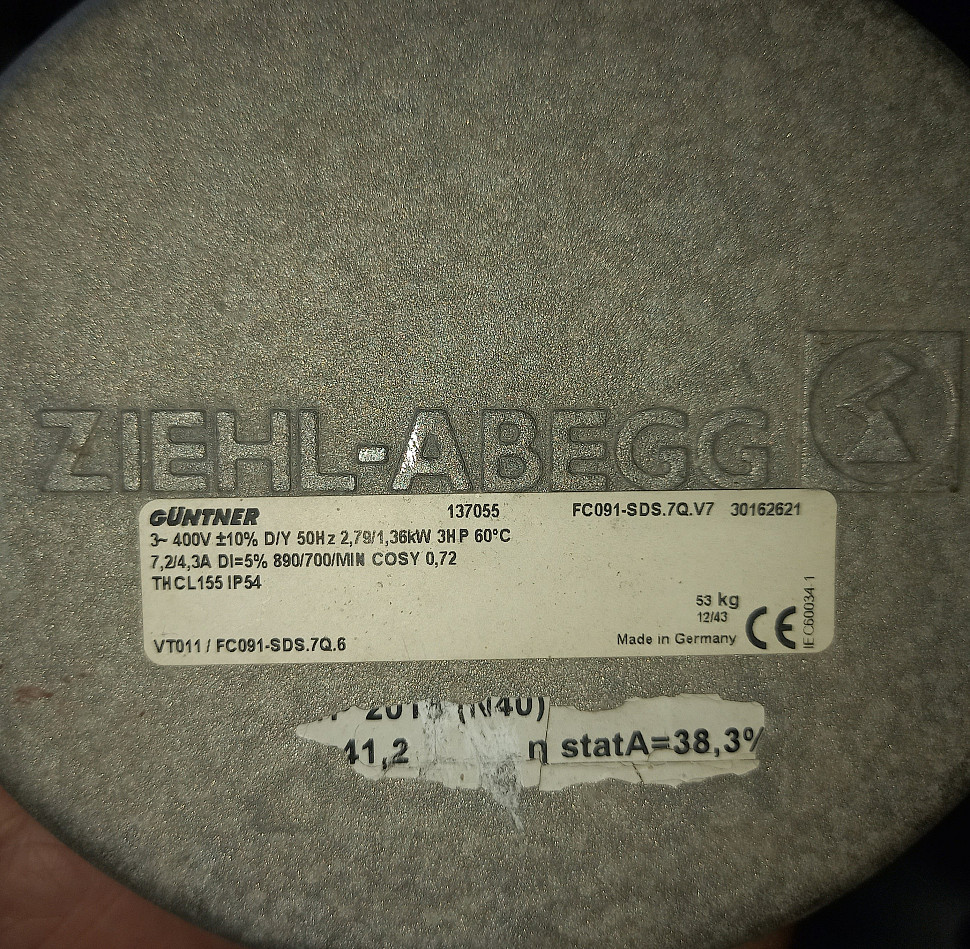 ZIEHL-ABEGG
GÜNTNER 137055 FC091-SDS.7Q.V7 30162621
3~ 400V ±10% D/Y 50Hz 2,79/1,36kW 3HP 60°C
7,2/4,3A DI=5% 890/700/MIN COSY 0,72
THCL155 IP54
53 kg
12/43
Made in Germany CE
IEC60034-1
VT011 / FC091-SDS.7Q.6
(N40)
41,2 η statA=38,3%